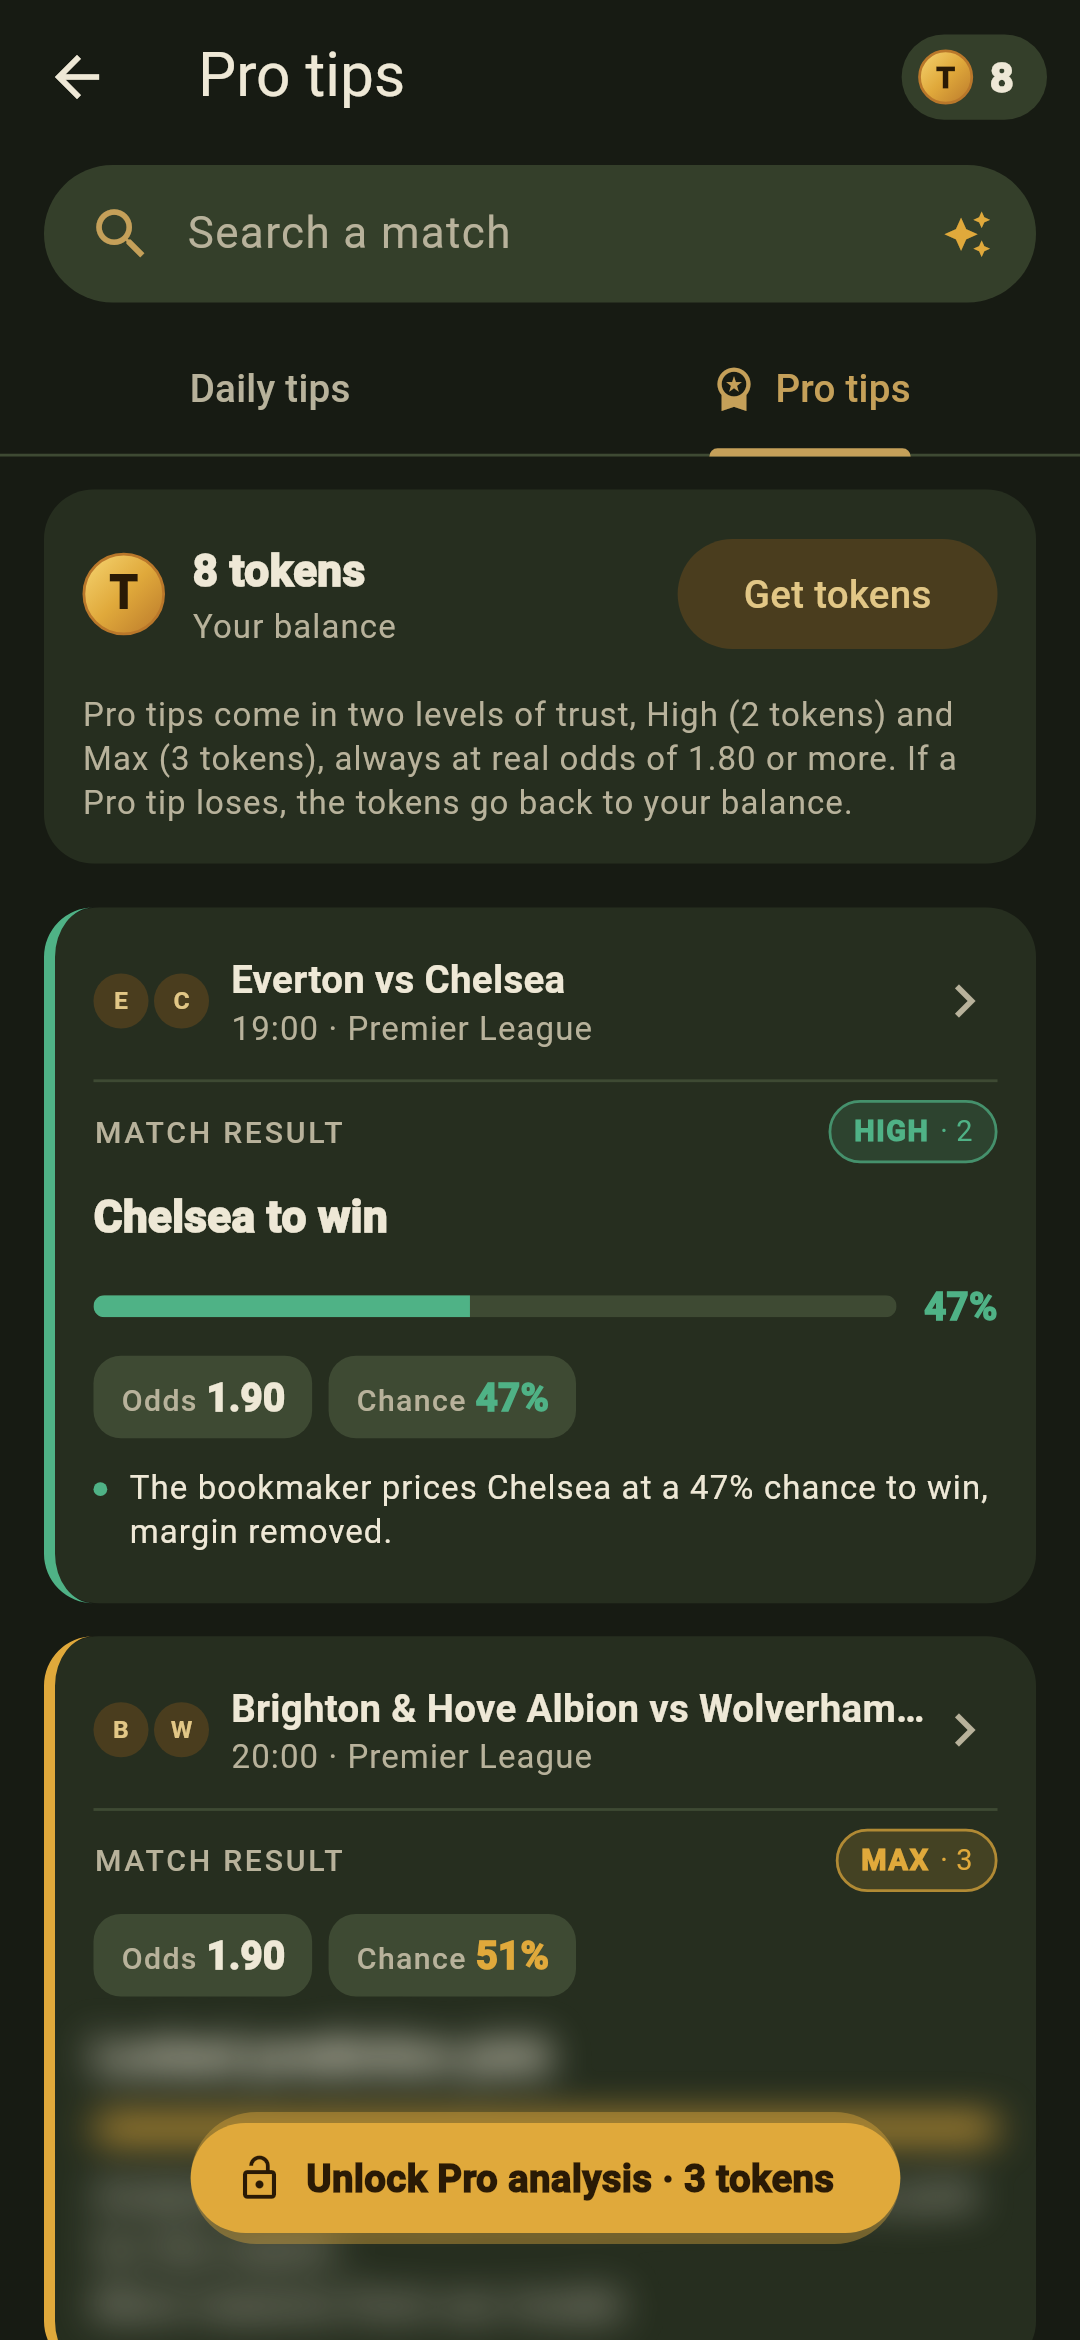 Pro tips
T 8
Search a match
Daily tips
Pro tips
T
8 tokens
Your balance
Get tokens
Pro tips come in two levels of trust, High (2 tokens) and
Max (3 tokens), always at real odds of 1.80 or more. If a
Pro tip loses, the tokens go back to your balance.
E C
Everton vs Chelsea
19:00 · Premier League
MATCH RESULT
HIGH · 2
Chelsea to win
47%
Odds 1.90
Chance 47%
The bookmaker prices Chelsea at a 47% chance to win,
margin removed.
B W
Brighton & Hove Albion vs Wolverham…
20:00 · Premier League
MATCH RESULT
MAX · 3
Odds 1.90
Chance 51%
Unlock Pro analysis · 3 tokens